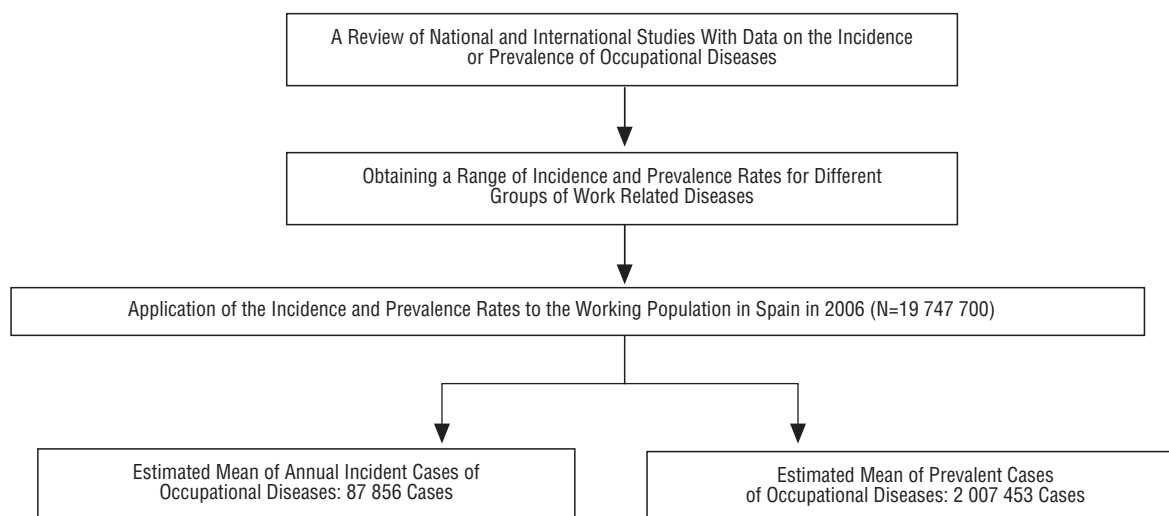 A Review of National and International Studies With Data on the Incidence
or Prevalence of Occupational Diseases
Obtaining a Range of Incidence and Prevalence Rates for Different
Groups of Work Related Diseases
Application of the Incidence and Prevalence Rates to the Working Population in Spain in 2006 (N=19 747 700)
Estimated Mean of Annual Incident Cases of
Occupational Diseases: 87 856 Cases
Estimated Mean of Prevalent Cases
of Occupational Diseases: 2 007 453 Cases